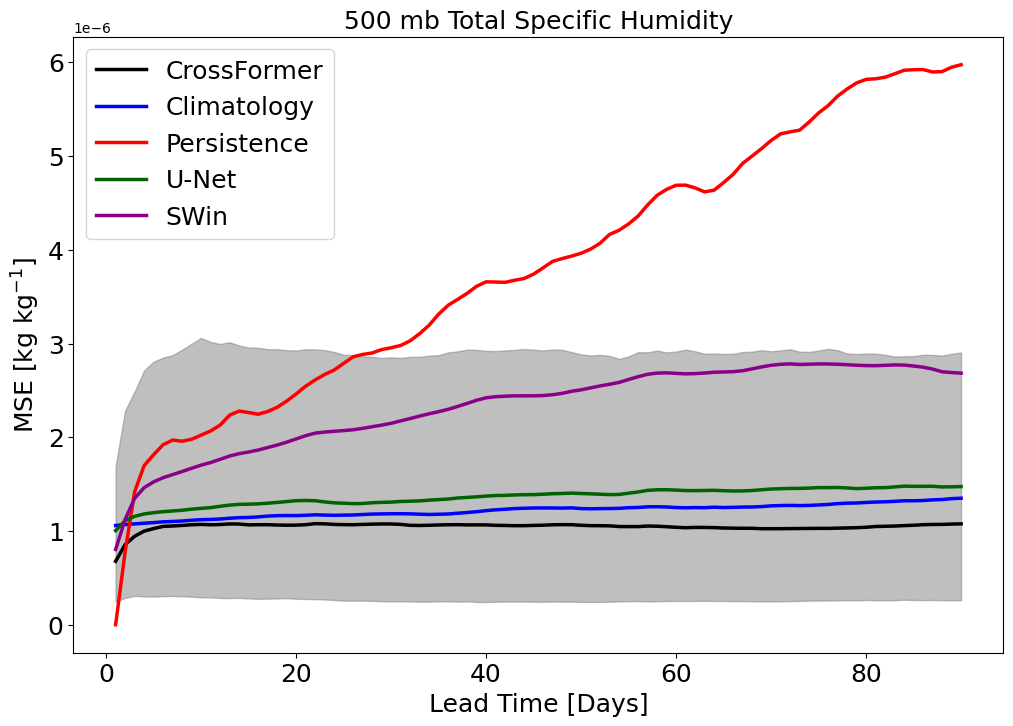 500 mb Total Specific Humidity
1e−6
CrossFormer
Climatology
Persistence
U-Net
SWin
6
5
4
3
2
1
0
MSE [kg kg⁻¹]
0 20 40 60 80
Lead Time [Days]